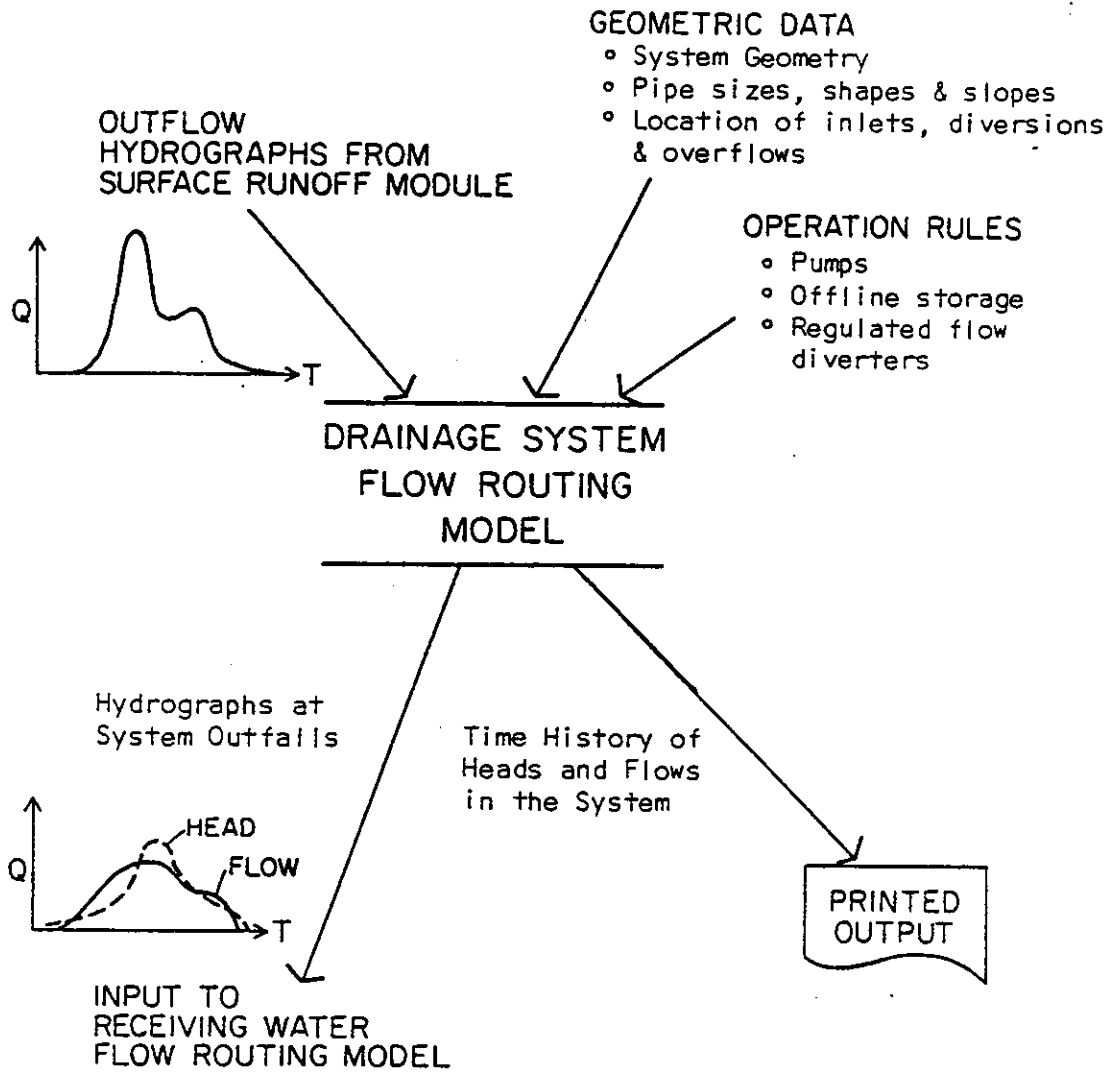 GEOMETRIC DATA
° System Geometry
° Pipe sizes, shapes & slopes
° Location of inlets, diversions
& overflows
OUTFLOW
HYDROGRAPHS FROM
SURFACE RUNOFF MODULE
OPERATION RULES
° Pumps
° Offline storage
° Regulated flow
diverters
Q
T
DRAINAGE SYSTEM
FLOW ROUTING
MODEL
Hydrographs at
System Outfalls
Time History of
Heads and Flows
in the System
HEAD
FLOW
Q
T
PRINTED
OUTPUT
INPUT TO
RECEIVING WATER
FLOW ROUTING MODEL